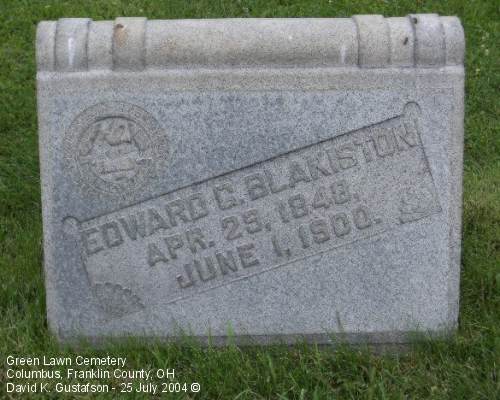 EDWARD C. BLAKISTON
APR. 25, 1848.
JUNE 1, 1900.
Green Lawn Cemetery
Columbus, Franklin County, OH
David K. Gustafson - 25 July 2004 ©